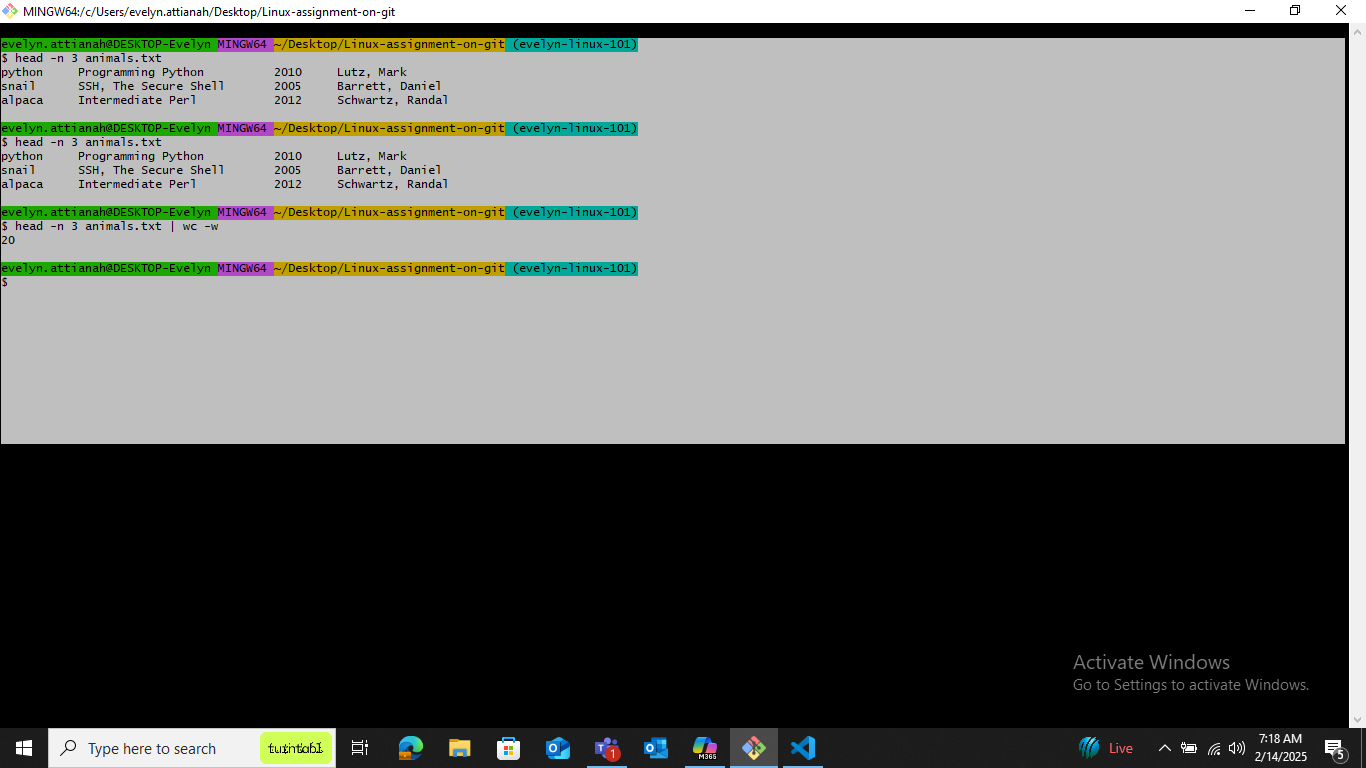 MINGW64:/c/Users/evelyn.attianah/Desktop/Linux-assignment-on-git
evelyn.attianah@DESKTOP-Evelyn MINGW64 ~/Desktop/Linux-assignment-on-git (evelyn-linux-101)
$ head -n 3 animals.txt
python Programming Python 2010 Lutz, Mark
snail SSH, The Secure Shell 2005 Barrett, Daniel
alpaca Intermediate Perl 2012 Schwartz, Randal
evelyn.attianah@DESKTOP-Evelyn MINGW64 ~/Desktop/Linux-assignment-on-git (evelyn-linux-101)
$ head -n 3 animals.txt
python Programming Python 2010 Lutz, Mark
snail SSH, The Secure Shell 2005 Barrett, Daniel
alpaca Intermediate Perl 2012 Schwartz, Randal
evelyn.attianah@DESKTOP-Evelyn MINGW64 ~/Desktop/Linux-assignment-on-git (evelyn-linux-101)
$ head -n 3 animals.txt | wc -w
20
evelyn.attianah@DESKTOP-Evelyn MINGW64 ~/Desktop/Linux-assignment-on-git (evelyn-linux-101)
$
Activate Windows
Go to Settings to activate Windows.
Type here to search
1
M365
Live
7:18 AM
2/14/2025
5